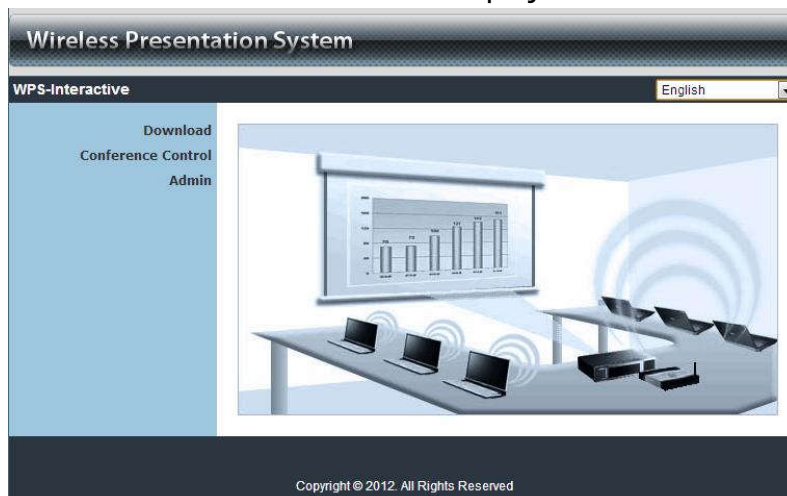 Wireless Presentation System
WPS-Interactive
English
Download
Conference Control
Admin
Copyright © 2012. All Rights Reserved